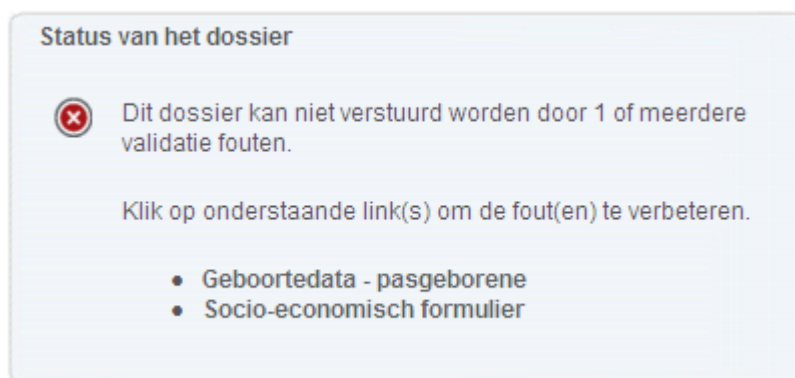 Status van het dossier
Dit dossier kan niet verstuurd worden door 1 of meerdere
validatie fouten.
Klik op onderstaande link(s) om de fout(en) te verbeteren.
• Geboortedata - pasgeborene
• Socio-economisch formulier